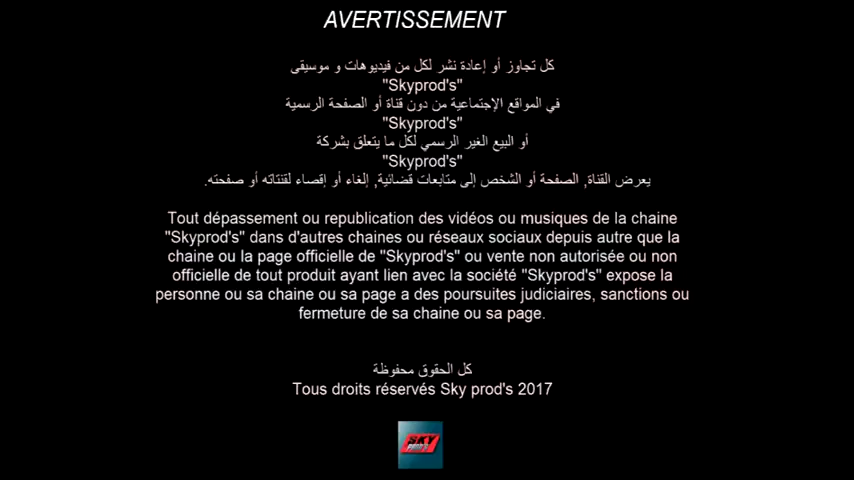 AVERTISSEMENT
كل تجاوز أو إعادة نشر لكل من فيديوهات و موسيقى
"Skyprod's"
في المواقع الإجتماعية من دون قناة أو الصفحة الرسمية
"Skyprod's"
أو البيع الغير الرسمي لكل ما يتعلق بشركة
"Skyprod's"
يعرض القناة, الصفحة أو الشخص إلى متابعات قضائية, إلغاء أو إقصاء لقنتاته أو صفحته.
Tout dépassement ou republication des vidéos ou musiques de la chaine
"Skyprod's" dans d'autres chaines ou réseaux sociaux depuis autre que la
chaine ou la page officielle de "Skyprod's" ou vente non autorisée ou non
officielle de tout produit ayant lien avec la société "Skyprod's" expose la
personne ou sa chaine ou sa page a des poursuites judiciaires, sanctions ou
fermeture de sa chaine ou sa page.
كل الحقوق محفوظة
Tous droits réservés Sky prod's 2017
SKY
PROD'S